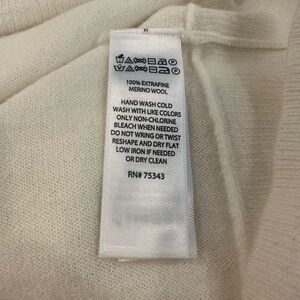 100% EXTRAFINE
MERINO WOOL
HAND WASH COLD
WASH WITH LIKE COLORS
ONLY NON-CHLORINE
BLEACH WHEN NEEDED
DO NOT WRING OR TWIST
RESHAPE AND DRY FLAT
LOW IRON IF NEEDED
OR DRY CLEAN
RN# 75343